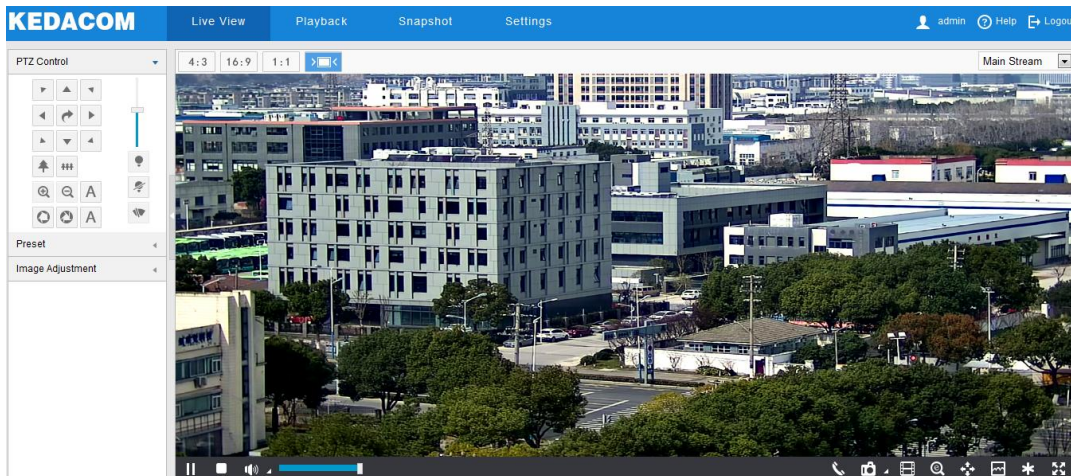 KEDACOM Live View Playback Snapshot Settings admin Help Logou
PTZ Control 4:3 16:9 1:1 Main Stream
A
A
Preset
Image Adjustment